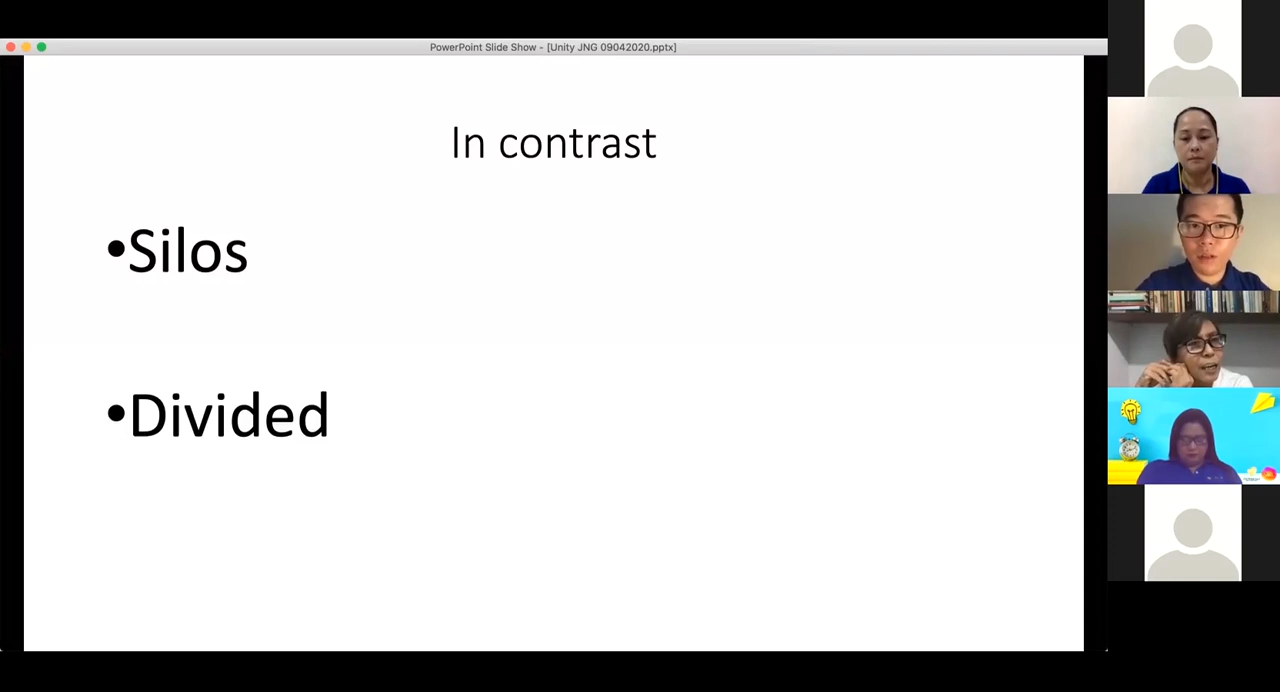 PowerPoint Slide Show - [Unity JNG 09042020.pptx]
In contrast
•Silos
•Divided